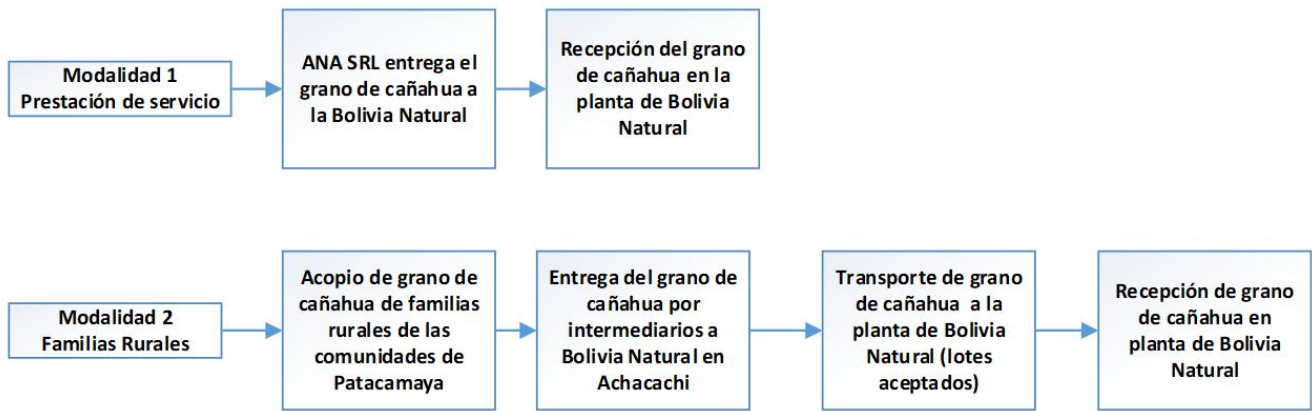 Modalidad 1
Prestación de servicio
ANA SRL entrega el
grano de cañahua a
la Bolivia Natural
Recepción del grano
de cañahua en la
planta de Bolivia
Natural
Modalidad 2
Familias Rurales
Acopio de grano de
cañahua de familias
rurales de las
comunidades de
Patacamaya
Entrega del grano de
cañahua por
intermediarios a
Bolivia Natural en
Achacachi
Transporte de grano
de cañahua a la
planta de Bolivia
Natural (lotes
aceptados)
Recepción de grano
de cañahua en
planta de Bolivia
Natural